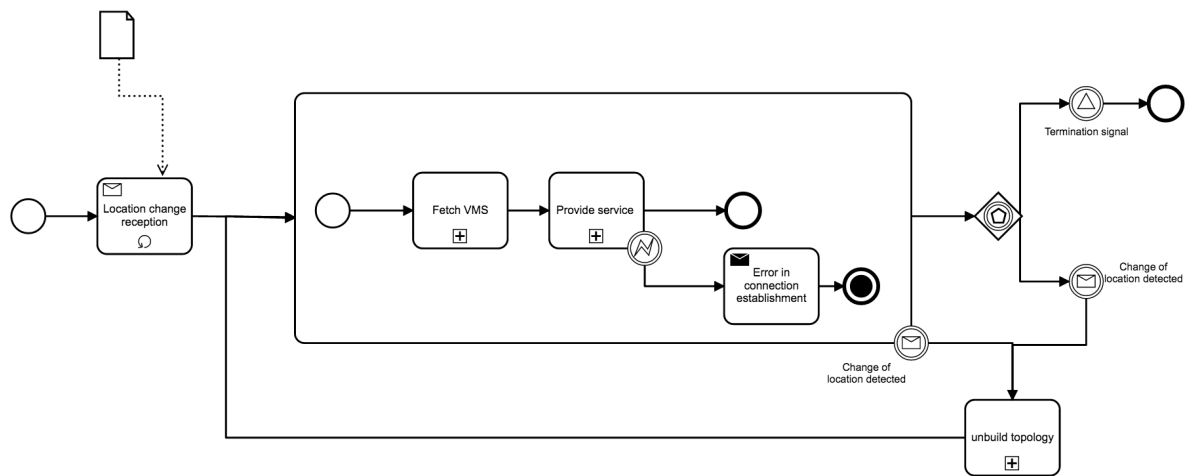 Termination signal
Location change
reception
Fetch VMS
Provide service
Error in
connection
establishment
Change of
location detected
Change of
location detected
unbuild topology